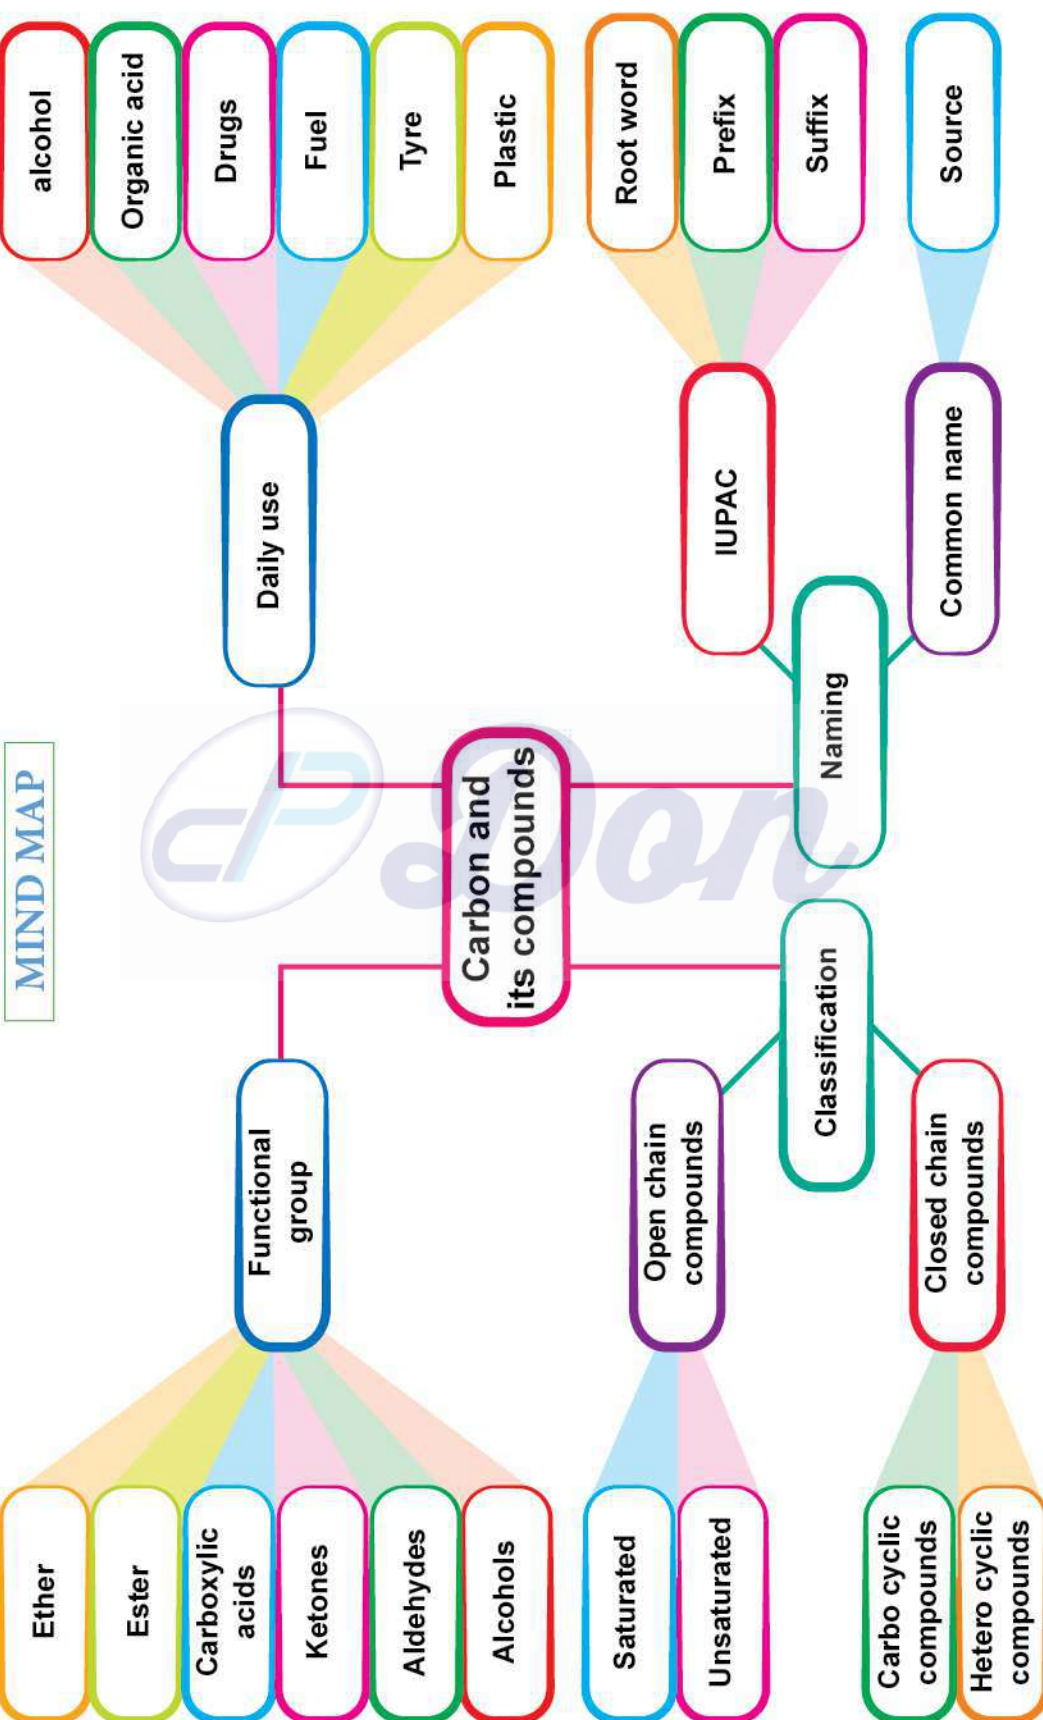 MIND MAP
Ether
Ester
Carboxylic
acids
Ketones
Aldehydes
Alcohols
Functional
group
Daily use
alcohol
Organic acid
Drugs
Fuel
Tyre
Plastic
Carbon and
its compounds
Don
Saturated
Unsaturated
Open chain
compounds
Classification
Closed chain
compounds
Carbo cyclic
compounds
Hetero cyclic
compounds
Naming
IUPAC
Root word
Prefix
Suffix
Common name
Source